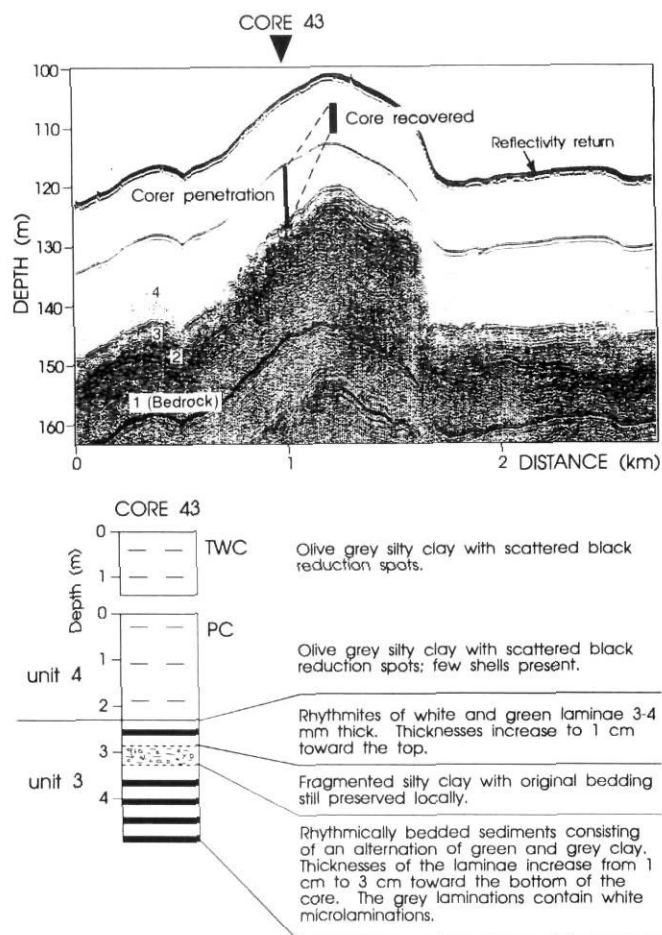 CORE 43
100
110
120
130
140
150
160
DEPTH (m)
Core recovered
Reflectivity return
Corer penetration
4
3
2
1 (Bedrock)
0
1
2
DISTANCE (km)
CORE 43
Depth (m)
0
1
TWC
Olive grey silty clay with scattered black
reduction spots.
0
1
2
3
4
PC
unit 4
unit 3
Olive grey silty clay with scattered black
reduction spots; few shells present.
Rhythmites of white and green laminae 3-4
mm thick. Thicknesses increase to 1 cm
toward the top.
Fragmented silty clay with original bedding
still preserved locally.
Rhythmically bedded sediments consisting
of an alternation of green and grey clay.
Thicknesses of the laminae increase from 1
cm to 3 cm toward the bottom of the
core. The grey laminations contain white
microlaminations.